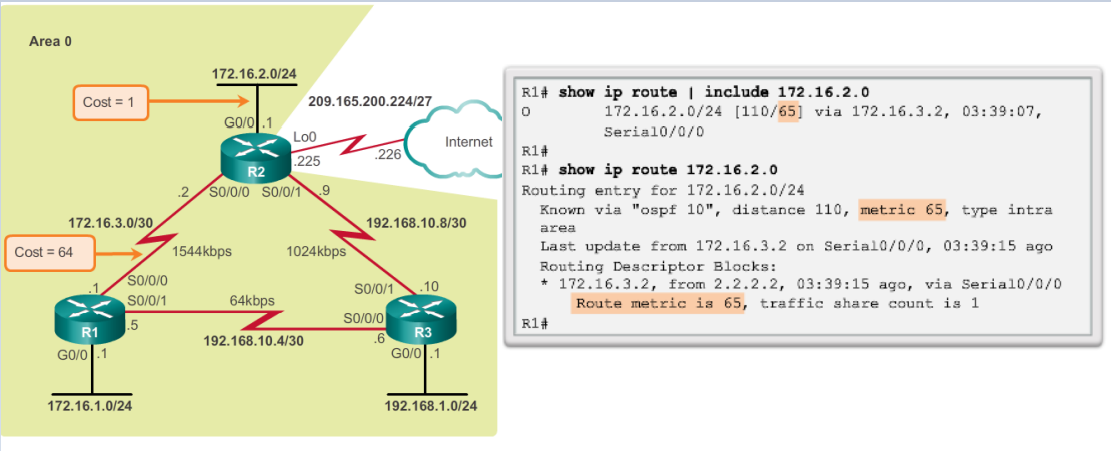 Area 0
172.16.2.0/24
Cost = 1
209.165.200.224/27
G0/0 .1
Lo0
Internet
.225
.226
R2
.2 S0/0/0 S0/0/1 .9
172.16.3.0/30
192.168.10.8/30
Cost = 64
1544kbps
1024kbps
S0/0/0
.1
S0/0/1 .10
S0/0/1
64kbps
S0/0/0
R1
.5
R3
192.168.10.4/30
.6
G0/0 .1
G0/0 .1
172.16.1.0/24
192.168.1.0/24
R1# show ip route | include 172.16.2.0
O 172.16.2.0/24 [110/65] via 172.16.3.2, 03:39:07,
Serial0/0/0
R1#
R1# show ip route 172.16.2.0
Routing entry for 172.16.2.0/24
Known via "ospf 10", distance 110, metric 65, type intra
area
Last update from 172.16.3.2 on Serial0/0/0, 03:39:15 ago
Routing Descriptor Blocks:
* 172.16.3.2, from 2.2.2.2, 03:39:15 ago, via Serial0/0/0
Route metric is 65, traffic share count is 1
R1#